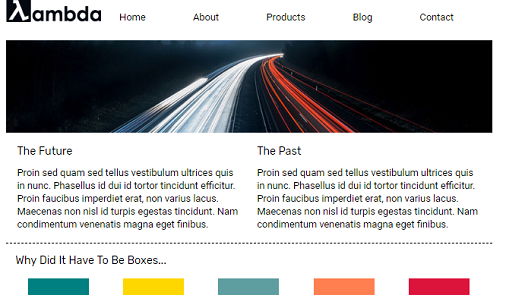 λambda
Home About Products Blog Contact
The Future
Proin sed quam sed tellus vestibulum ultrices quis
in nunc. Phasellus id dui id tortor tincidunt efficitur.
Proin faucibus imperdiet erat, non varius lacus.
Maecenas non nisl id turpis egestas tincidunt. Nam
condimentum venenatis magna eget finibus.
The Past
Proin sed quam sed tellus vestibulum ultrices quis
in nunc. Phasellus id dui id tortor tincidunt efficitur.
Proin faucibus imperdiet erat, non varius lacus.
Maecenas non nisl id turpis egestas tincidunt. Nam
condimentum venenatis magna eget finibus.
Why Did It Have To Be Boxes...